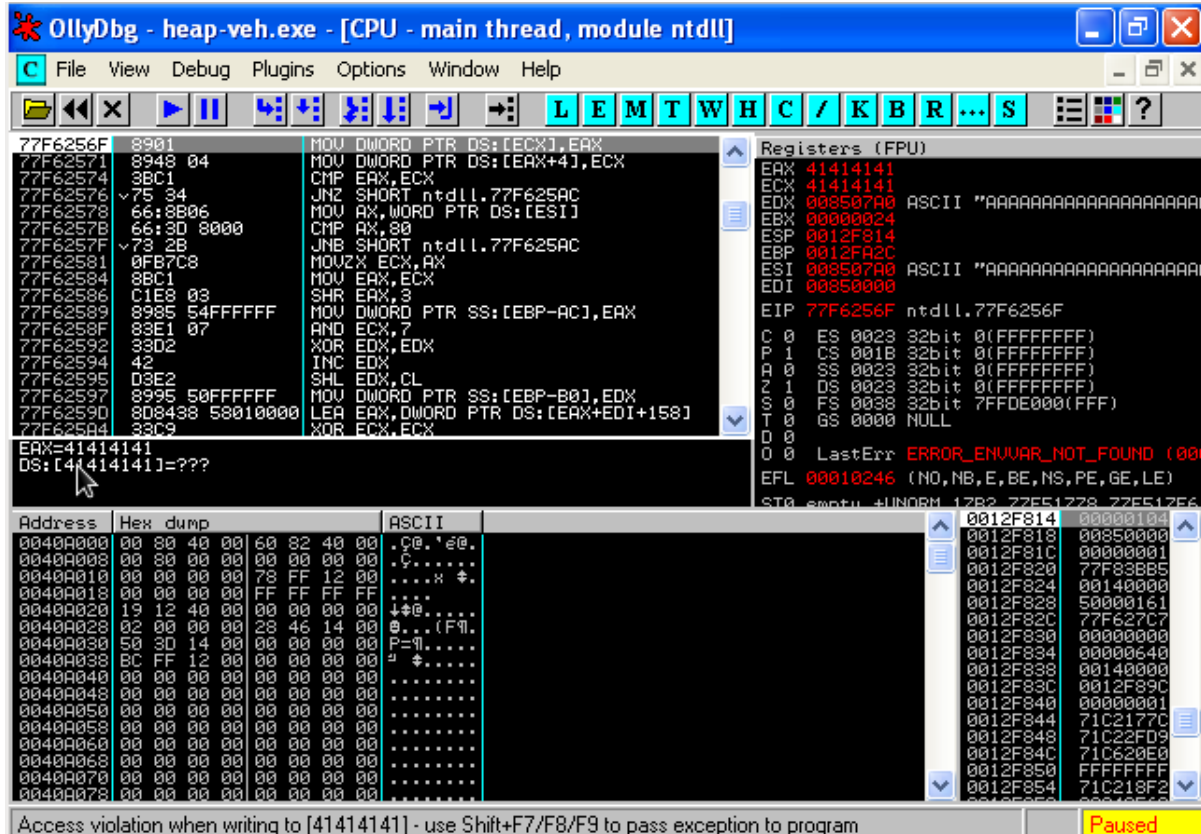 OllyDbg - heap-veh.exe - [CPU - main thread, module ntdll]
C File View Debug Plugins Options Window Help
L E M T W H C / K B R ... S ?
77F6256F 8901 MOV DWORD PTR DS:[ECX],EAX
77F62571 8948 04 MOV DWORD PTR DS:[EAX+4],ECX
77F62574 3BC1 CMP EAX,ECX
77F62576 75 34 JNZ SHORT ntdll.77F625AC
77F62578 66:8B06 MOV AX,WORD PTR DS:[ESI]
77F6257B 66:3D 8000 CMP AX,80
77F6257F 73 2B JNB SHORT ntdll.77F625AC
77F62581 0FB7C8 MOVZX ECX,AX
77F62584 8BC1 MOV EAX,ECX
77F62586 C1E8 03 SHR EAX,3
77F62589 8985 54FFFFFF MOV DWORD PTR SS:[EBP-AC],EAX
77F6258F 83E1 07 AND ECX,7
77F62592 33D2 XOR EDX,EDX
77F62594 42 INC EDX
77F62595 D3E2 SHL EDX,CL
77F62597 8995 50FFFFFF MOV DWORD PTR SS:[EBP-B0],EDX
77F6259D 8D8438 58010000 LEA EAX,DWORD PTR DS:[EAX+EDI+158]
77F625A4 33C9 XOR ECX,ECX
EAX=41414141
DS:[41414141]=???
Registers (FPU)
EAX 41414141
ECX 41414141
EDX 008507A0 ASCII "AAAAAAAAAAAAAAAAAAA
EBX 00000024
ESP 0012F814
EBP 0012FA2C
ESI 008507A0 ASCII "AAAAAAAAAAAAAAAAAAA
EDI 00850000
EIP 77F6256F ntdll.77F6256F
C 0 ES 0023 32bit 0(FFFFFFFF)
P 1 CS 001B 32bit 0(FFFFFFFF)
A 0 SS 0023 32bit 0(FFFFFFFF)
Z 1 DS 0023 32bit 0(FFFFFFFF)
S 0 FS 0038 32bit 7FFDE000(FFF)
T 0 GS 0000 NULL
D 0
O 0 LastErr ERROR_ENVVAR_NOT_FOUND (00
EFL 00010246 (NO,NB,E,BE,NS,PE,GE,LE)
ST0 empty +UNORM 17B2 77F51778 77F517E6
Address Hex dump ASCII
0040A000 00 80 40 00 60 82 40 00 .Ç@.`é@.
0040A008 00 80 00 00 00 00 00 00 .Ç......
0040A010 00 00 00 00 78 FF 12 00 ....x ↕.
0040A018 00 00 00 00 FF FF FF FF ....
0040A020 19 12 40 00 00 00 00 00 ↓↕@.....
0040A028 02 00 00 00 28 46 14 00 ☻...(F¶.
0040A030 50 3D 14 00 00 00 00 00 P=¶.....
0040A038 BC FF 12 00 00 00 00 00 ╝ ↕.....
0040A040 00 00 00 00 00 00 00 00 ........
0040A048 00 00 00 00 00 00 00 00 ........
0040A050 00 00 00 00 00 00 00 00 ........
0040A058 00 00 00 00 00 00 00 00 ........
0040A060 00 00 00 00 00 00 00 00 ........
0040A068 00 00 00 00 00 00 00 00 ........
0040A070 00 00 00 00 00 00 00 00 ........
0040A078 00 00 00 00 00 00 00 00 ........
0012F814 00000104
0012F818 00850000
0012F81C 00000001
0012F820 77F83BB5
0012F824 00140000
0012F828 50000161
0012F82C 77F627C7
0012F830 00000000
0012F834 00000640
0012F838 00140000
0012F83C 0012F89C
0012F840 00000001
0012F844 71C2177C
0012F848 71C22FD9
0012F84C 71C620E0
0012F850 FFFFFFFF
0012F854 71C218F2
Access violation when writing to [41414141] - use Shift+F7/F8/F9 to pass exception to program
Paused